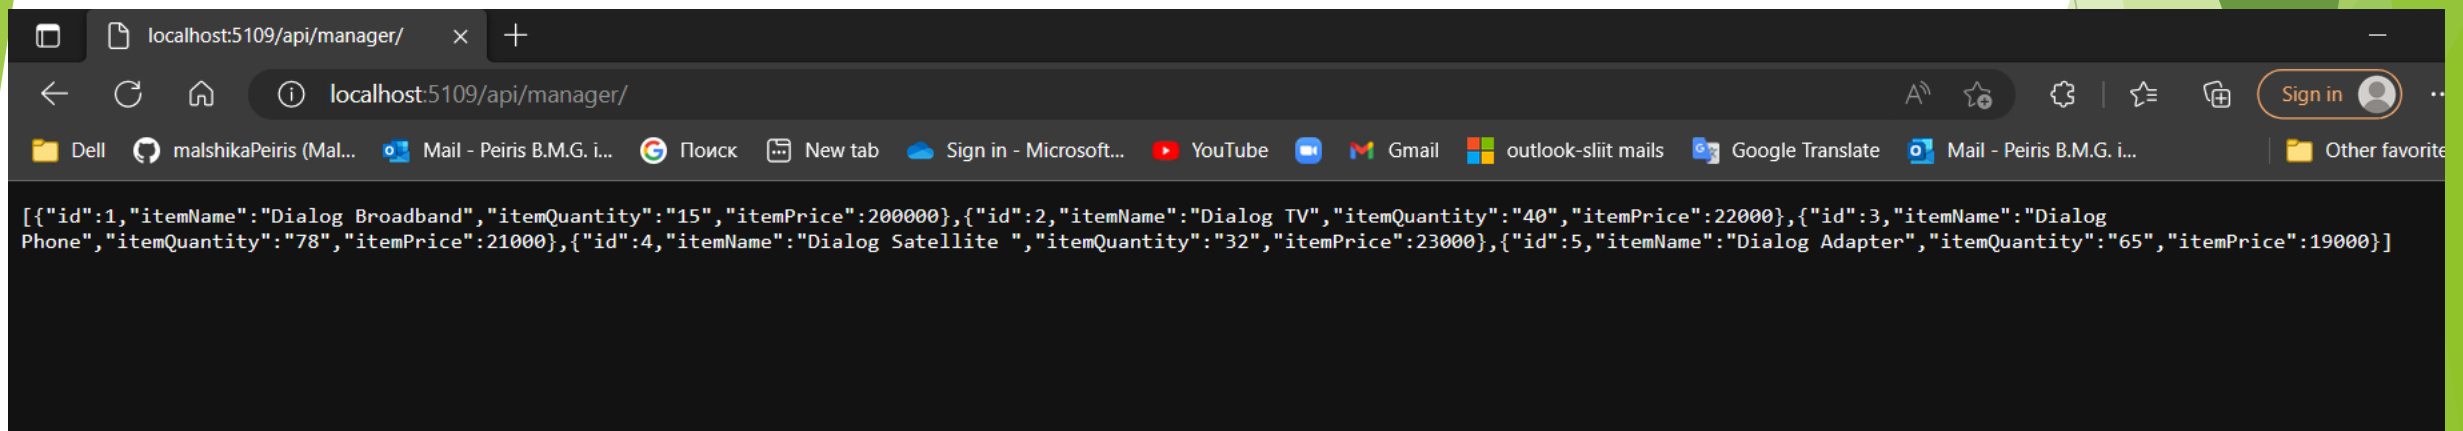 localhost:5109/api/manager/
localhost:5109/api/manager/
Sign in
Dell malshikaPeiris (Mal... Mail - Peiris B.M.G. i... Поиск New tab Sign in - Microsoft... YouTube Gmail outlook-sliit mails Google Translate Mail - Peiris B.M.G. i... Other favorite
[{"id":1,"itemName":"Dialog Broadband","itemQuantity":"15","itemPrice":200000},{"id":2,"itemName":"Dialog TV","itemQuantity":"40","itemPrice":22000},{"id":3,"itemName":"Dialog
Phone","itemQuantity":"78","itemPrice":21000},{"id":4,"itemName":"Dialog Satellite ","itemQuantity":"32","itemPrice":23000},{"id":5,"itemName":"Dialog Adapter","itemQuantity":"65","itemPrice":19000}]